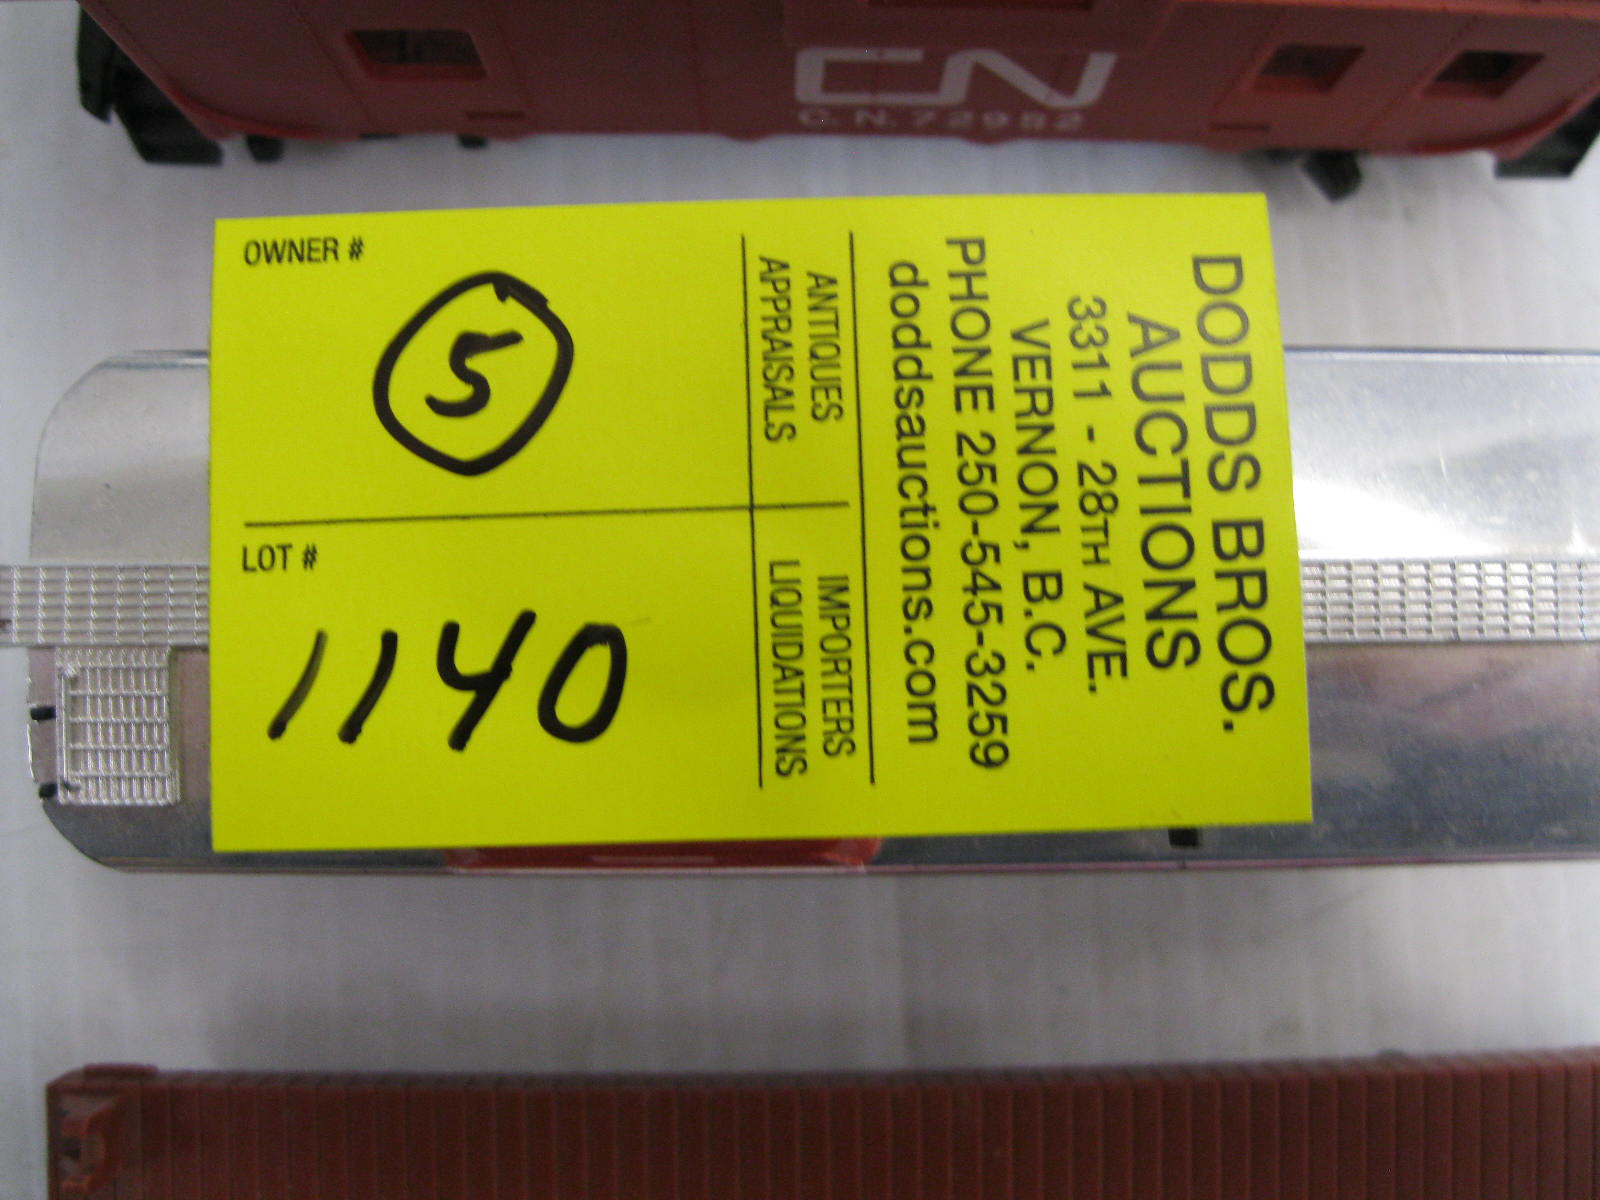 CN
C.N. 72982
OWNER #
5
LOT #
1140
DODDS BROS.
AUCTIONS
3311 - 28TH AVE.
VERNON, B.C.
PHONE 250-545-3259
doddsauctions.com
ANTIQUES
APPRAISALS
IMPORTERS
LIQUIDATIONS